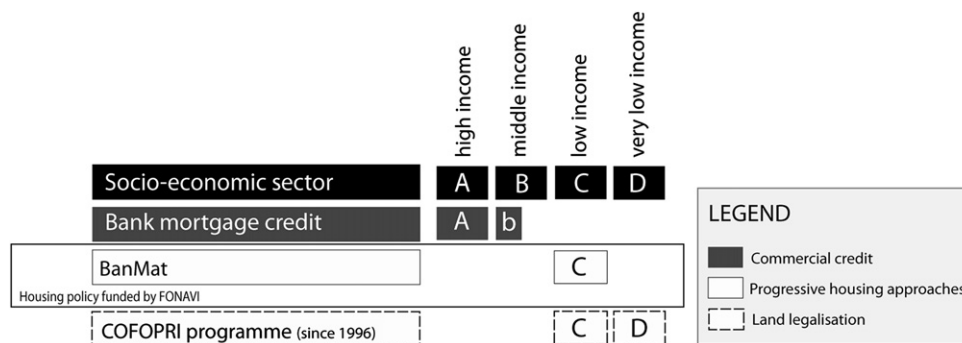 high income
middle income
low income
very low income
Socio-economic sector A B C D
Bank mortgage credit A b
BanMat C
Housing policy funded by FONAVI
COFOPRI programme (since 1996) C D
LEGEND
Commercial credit
Progressive housing approaches
Land legalisation